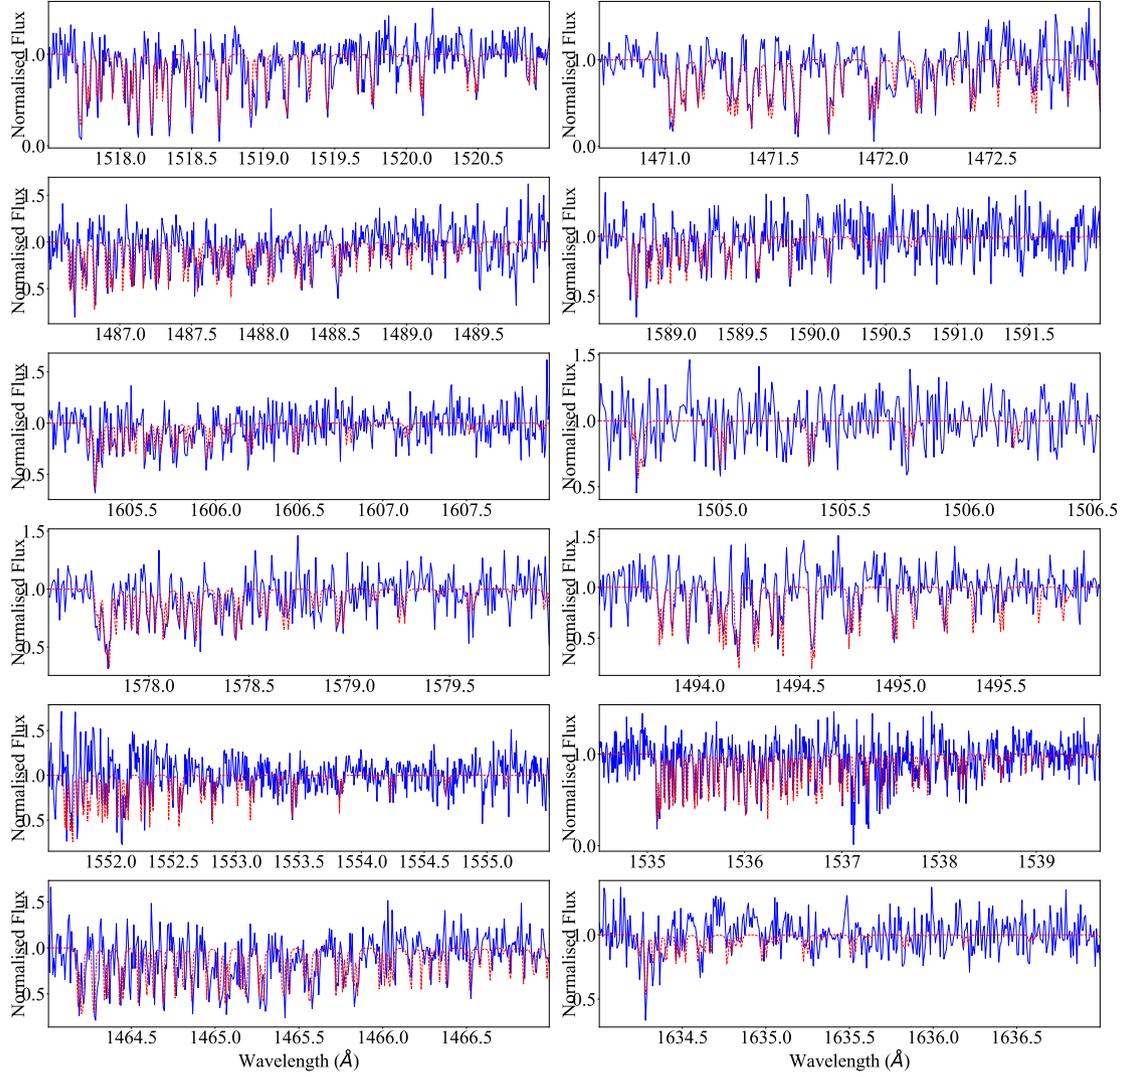 Normalised Flux
1.0
0.0
1518.0 1518.5 1519.0 1519.5 1520.0 1520.5
Normalised Flux
1.0
0.0
1471.0 1471.5 1472.0 1472.5
Normalised Flux
1.5
1.0
0.5
1487.0 1487.5 1488.0 1488.5 1489.0 1489.5
Normalised Flux
1.0
0.5
1589.0 1589.5 1590.0 1590.5 1591.0 1591.5
Normalised Flux
1.5
1.0
0.5
1605.5 1606.0 1606.5 1607.0 1607.5
Normalised Flux
1.5
1.0
0.5
1505.0 1505.5 1506.0 1506.5
Normalised Flux
1.5
1.0
0.5
1578.0 1578.5 1579.0 1579.5
Normalised Flux
1.5
1.0
0.5
1494.0 1494.5 1495.0 1495.5
Normalised Flux
1.5
1.0
0.5
1552.0 1552.5 1553.0 1553.5 1554.0 1554.5 1555.0
Normalised Flux
1.0
0.0
1535 1536 1537 1538 1539
Normalised Flux
1.5
1.0
0.5
1464.5 1465.0 1465.5 1466.0 1466.5
Wavelength (Å)
Normalised Flux
1.0
0.5
1634.5 1635.0 1635.5 1636.0 1636.5
Wavelength (Å)